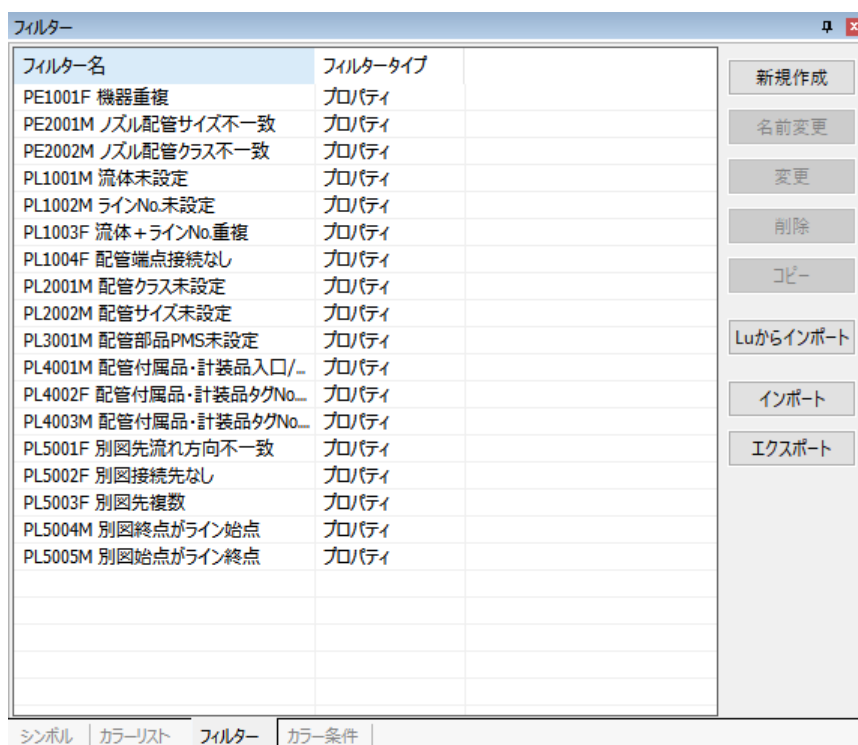 フィルター
フィルター名 フィルタータイプ
PE1001F 機器重複 プロパティ
PE2001M ノズル配管サイズ不一致 プロパティ
PE2002M ノズル配管クラス不一致 プロパティ
PL1001M 流体未設定 プロパティ
PL1002M ラインNo.未設定 プロパティ
PL1003F 流体+ラインNo.重複 プロパティ
PL1004F 配管端点接続なし プロパティ
PL2001M 配管クラス未設定 プロパティ
PL2002M 配管サイズ未設定 プロパティ
PL3001M 配管部品PMS未設定 プロパティ
PL4001M 配管付属品・計装品入口/... プロパティ
PL4002F 配管付属品・計装品タグNo... プロパティ
PL4003M 配管付属品・計装品タグNo... プロパティ
PL5001F 別図先流れ方向不一致 プロパティ
PL5002F 別図接続先なし プロパティ
PL5003F 別図先複数 プロパティ
PL5004M 別図終点がライン始点 プロパティ
PL5005M 別図始点がライン終点 プロパティ
新規作成
名前変更
変更
削除
コピー
Luからインポート
インポート
エクスポート
シンボル カラーリスト フィルター カラー条件